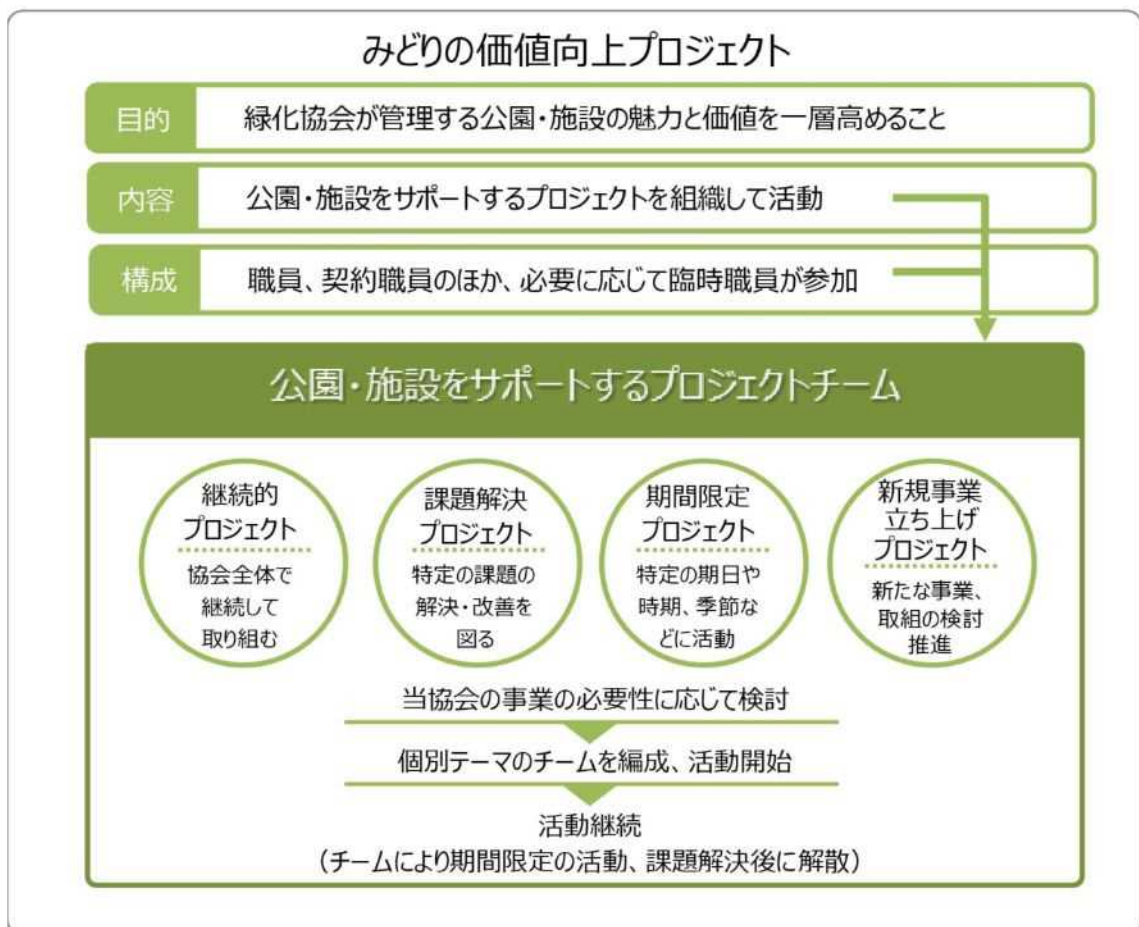 みどりの価値向上プロジェクト
目的
緑化協会が管理する公園・施設の魅力と価値を一層高めること
内容
公園・施設をサポートするプロジェクトを組織して活動
構成
職員、契約職員のほか、必要に応じて臨時職員が参加
公園・施設をサポートするプロジェクトチーム
継続的
プロジェクト
協会全体で
継続して
取り組む
課題解決
プロジェクト
特定の課題の
解決・改善を
図る
期間限定
プロジェクト
特定の期日や
時期、季節な
どに活動
新規事業
立ち上げ
プロジェクト
新たな事業、
取組の検討
推進
当協会の事業の必要性に応じて検討
個別テーマのチームを編成、活動開始
活動継続
（チームにより期間限定の活動、課題解決後に解散）